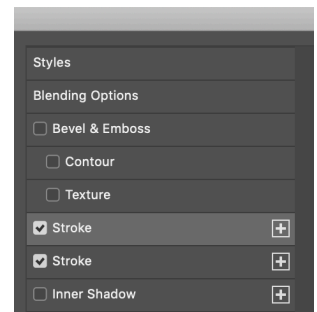 Styles
Blending Options
Bevel & Emboss
Contour
Texture
Stroke
Stroke
Inner Shadow